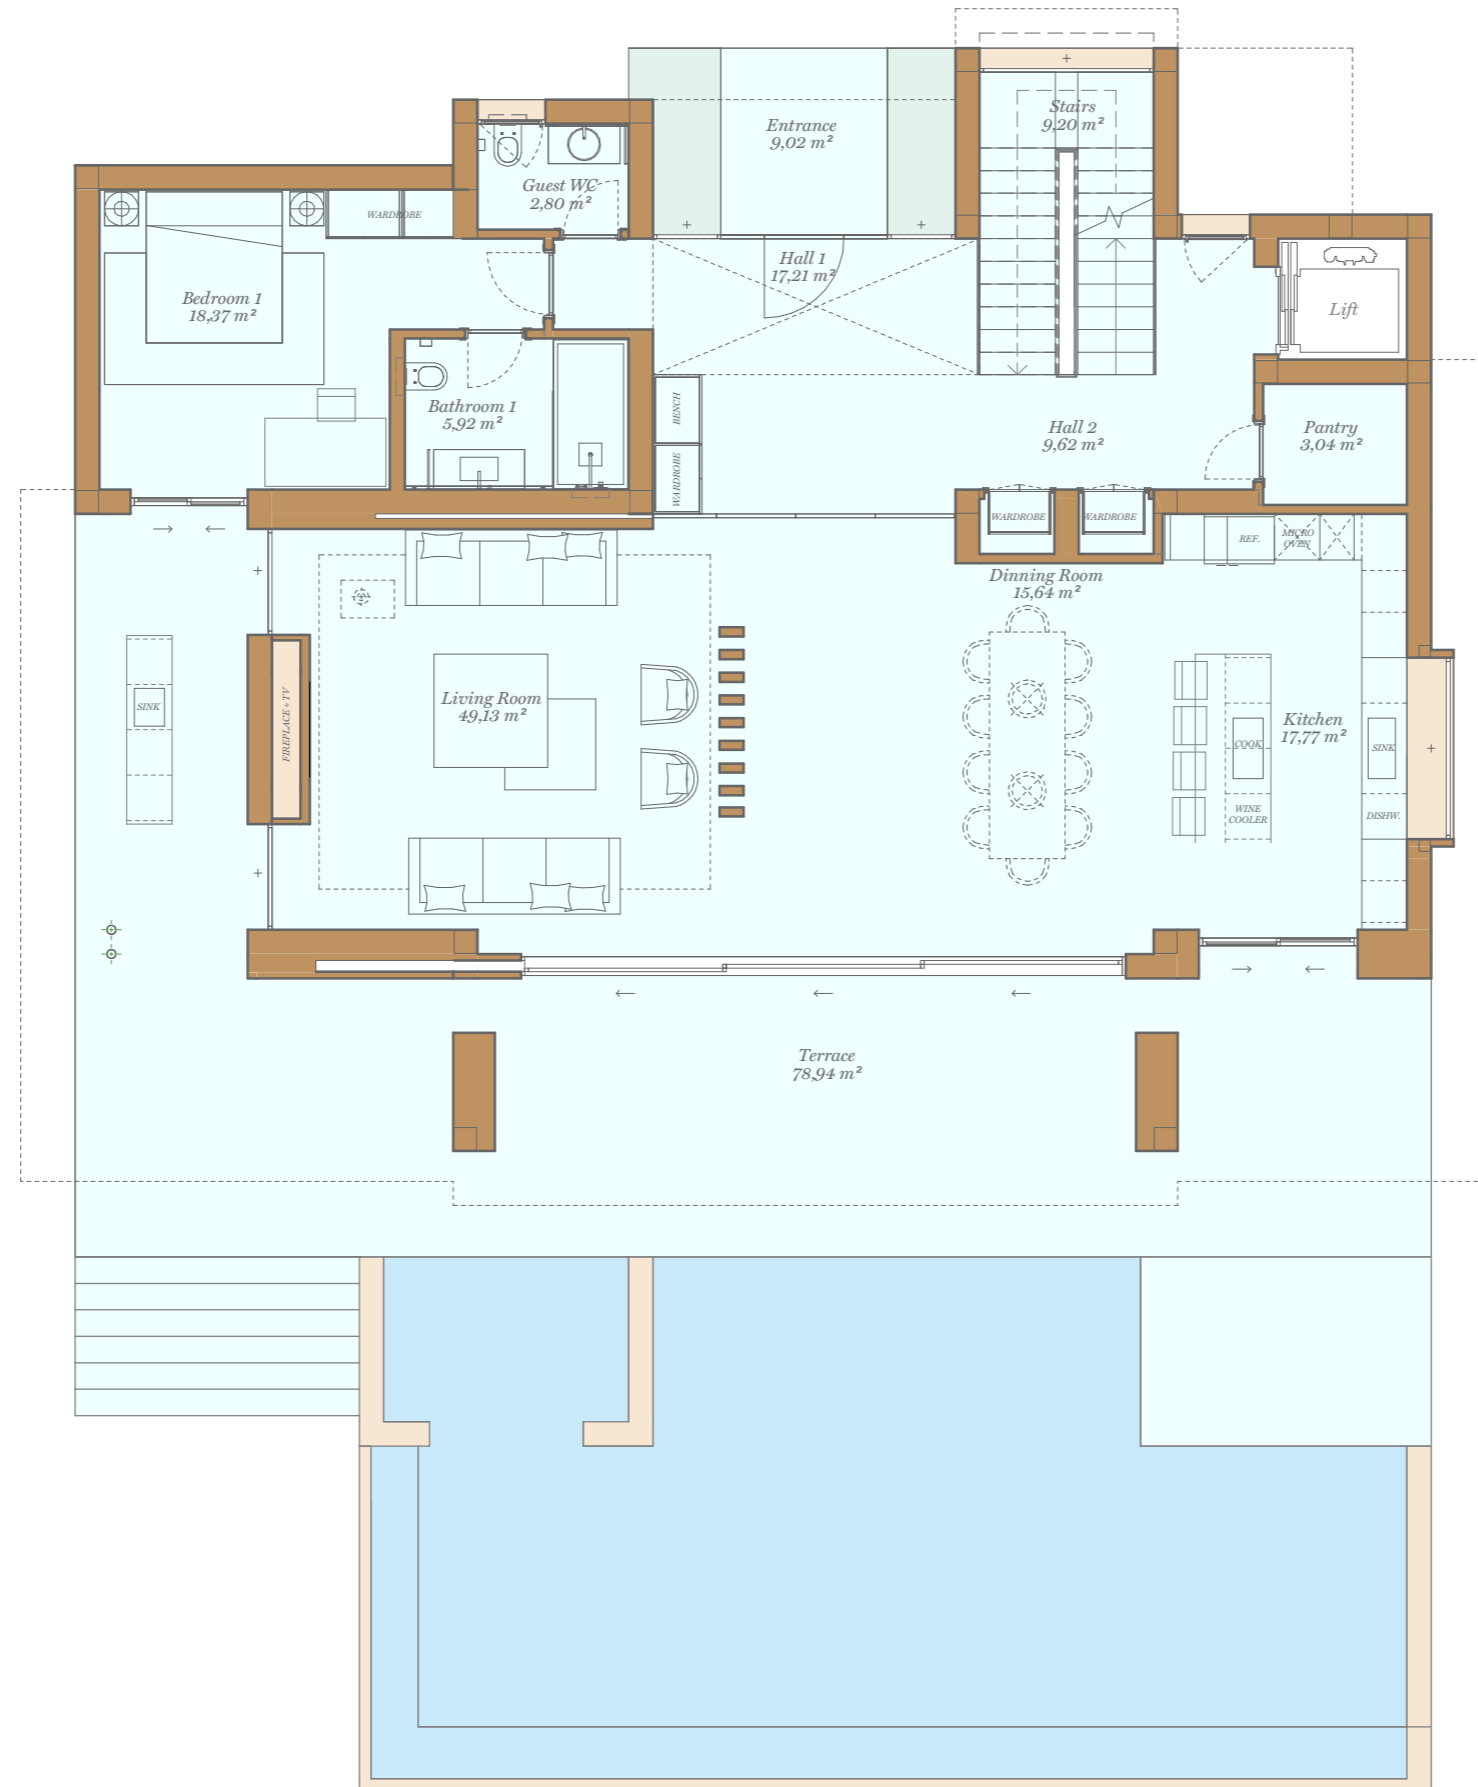 Stairs
9,20 m²
Entrance
9,02 m²
Guest WC
2,80 m²
WARDROBE
Hall 1
17,21 m²
Bedroom 1
18,37 m²
Lift
Bathroom 1
5,92 m²
BENCH
WARDROBE
Hall 2
9,62 m²
Pantry
3,04 m²
WARDROBE
WARDROBE
REF.
MICRO
OVEN
Dinning Room
15,64 m²
SINK
FIREPLACE + TV
Living Room
49,13 m²
Kitchen
17,77 m²
COOK
SINK
WINE
COOLER
DISHW.
Terrace
78,94 m²